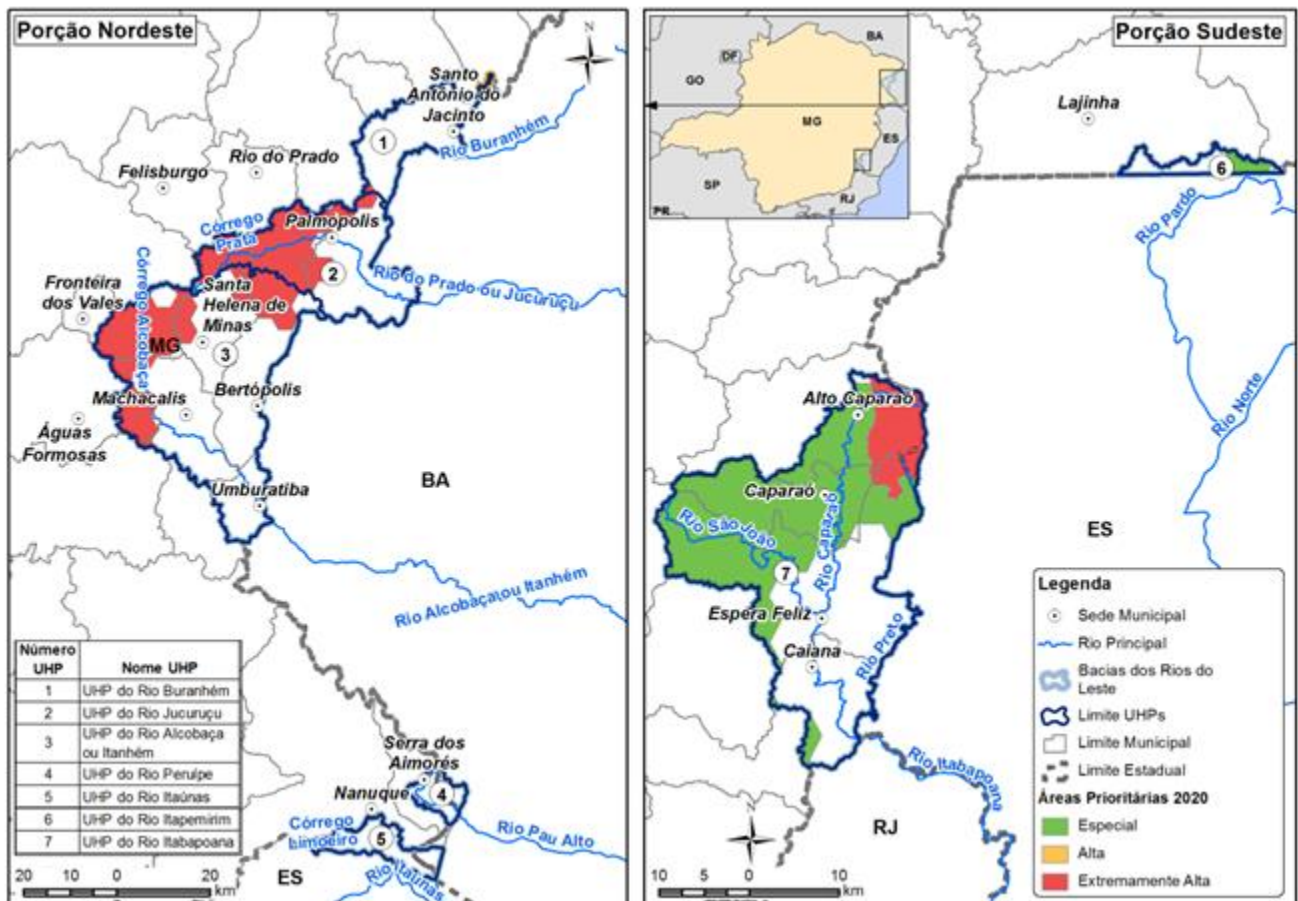 Porção Nordeste
N
Santo
Antônio do
Jacinto
1
Rio Buranhém
Rio do Prado
Felisburgo
Córrego
Prata
Palmópolis
2
Rio do Prado ou Jucuruçu
Córrego Alcobaça
Fronteira
dos Vales
Santa
Helena de
Minas
MG
3
Bertópolis
Machacalis
Águas
Formosas
BA
Umburatiba
Rio Alcobaça ou Itanhém
Número
UHP
Nome UHP
1 UHP do Rio Buranhém
2 UHP do Rio Jucuruçu
3 UHP do Rio Alcobaça
ou Itanhém
4 UHP do Rio Peruípe
5 UHP do Rio Itaúnas
6 UHP do Rio Itapemirim
7 UHP do Rio Itabapoana
Serra dos
Aimorés
Nanuque
4
Córrego
Limoeiro
5
Rio Pau Alto
Rio Itaúnas
ES
20 10 0 20
km
Porção Sudeste
BA
DF
GO
MG
ES
SP
RJ
PR
Lajinha
6
Rio Pardo
Rio Norte
Alto Caparaó
Caparaó
Rio São João
Rio Caparaó
7
ES
Espera Feliz
Rio Preto
Caiana
Rio Itabapoana
RJ
N
10 5 0 10
km
Legenda
Sede Municipal
Rio Principal
Bacias dos Rios do
Leste
Limite UHPs
Limite Municipal
Limite Estadual
Áreas Prioritárias 2020
Especial
Alta
Extremamente Alta